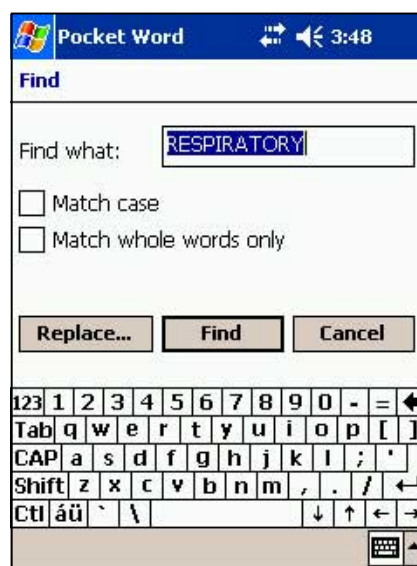 Pocket Word 3:48
Find
Find what: RESPIRATORY
Match case
Match whole words only
Replace... Find Cancel
123 1 2 3 4 5 6 7 8 9 0 - =
Tab q w e r t y u i o p [ ]
CAP a s d f g h j k l ; '
Shift z x c v b n m , . /
Ctl áü ` \